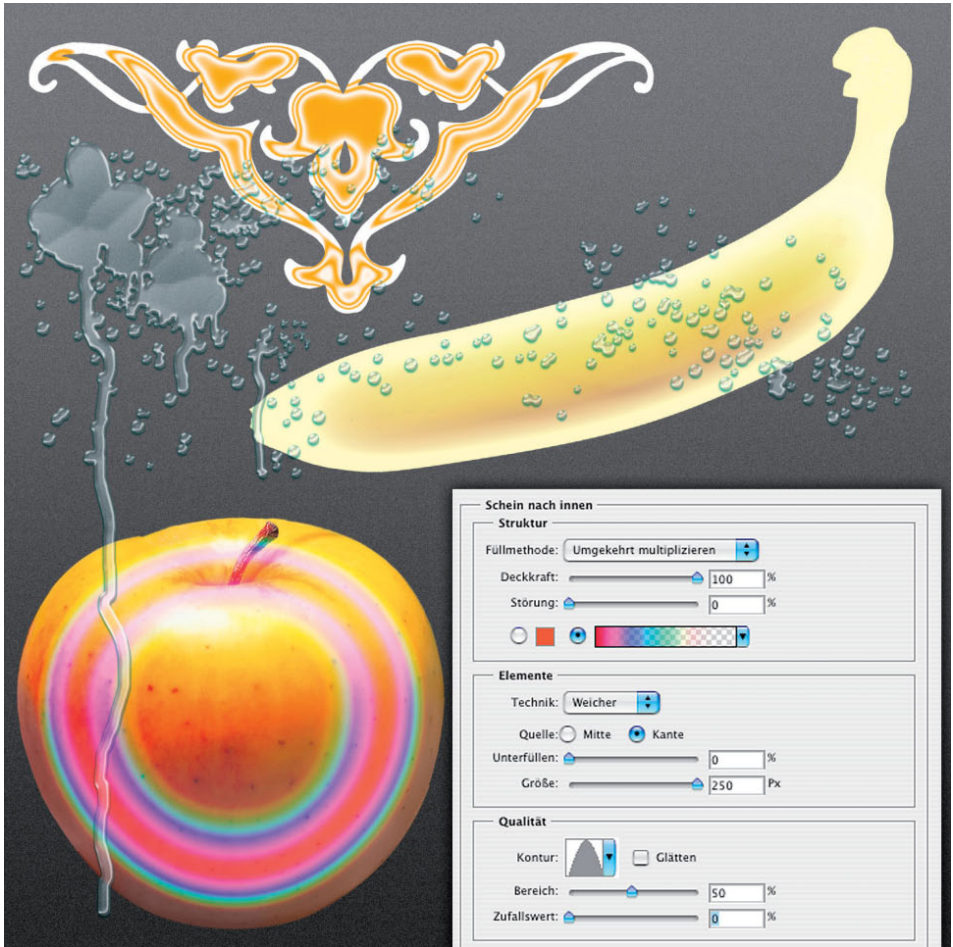 Schein nach innen
Struktur
Füllmethode: Umgekehrt multiplizieren
Deckkraft: 100 %
Störung: 0 %
Elemente
Technik: Weicher
Quelle: Mitte Kante
Unterfüllen: 0 %
Größe: 250 Px
Qualität
Kontur: Glätten
Bereich: 50 %
Zufallswert: 0 %